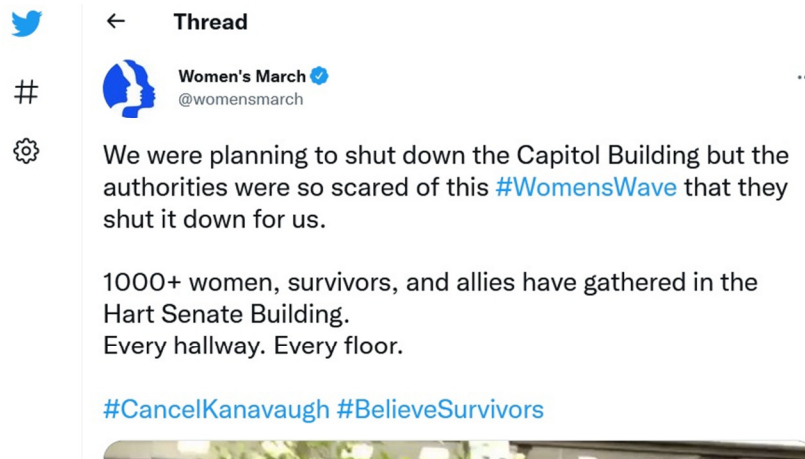 Thread
Women's March
@womensmarch
We were planning to shut down the Capitol Building but the
authorities were so scared of this #WomensWave that they
shut it down for us.
1000+ women, survivors, and allies have gathered in the
Hart Senate Building.
Every hallway. Every floor.
#CancelKanavaugh #BelieveSurvivors